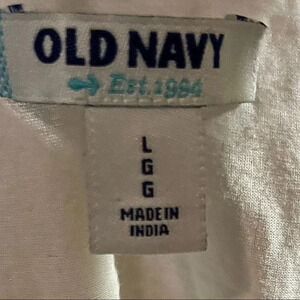 OLD NAVY
Est. 1994
L
G
G
MADE IN
INDIA